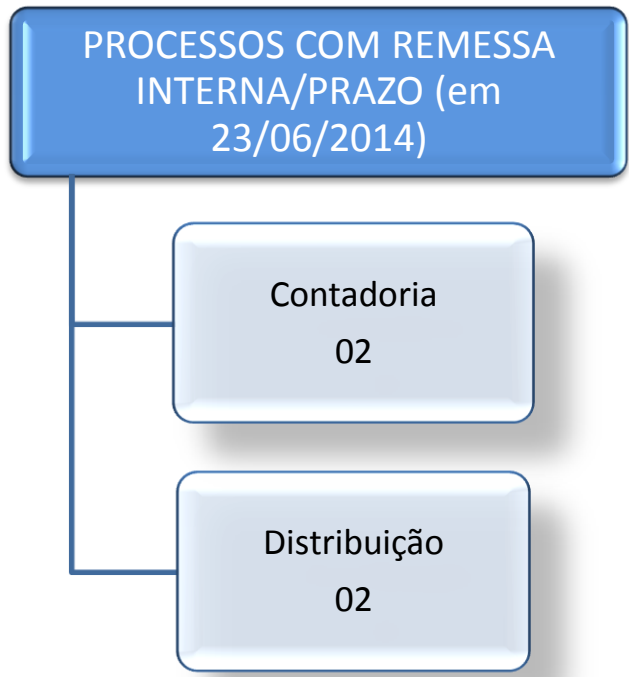 PROCESSOS COM REMESSA
INTERNA/PRAZO (em
23/06/2014)
Contadoria
02
Distribuição
02